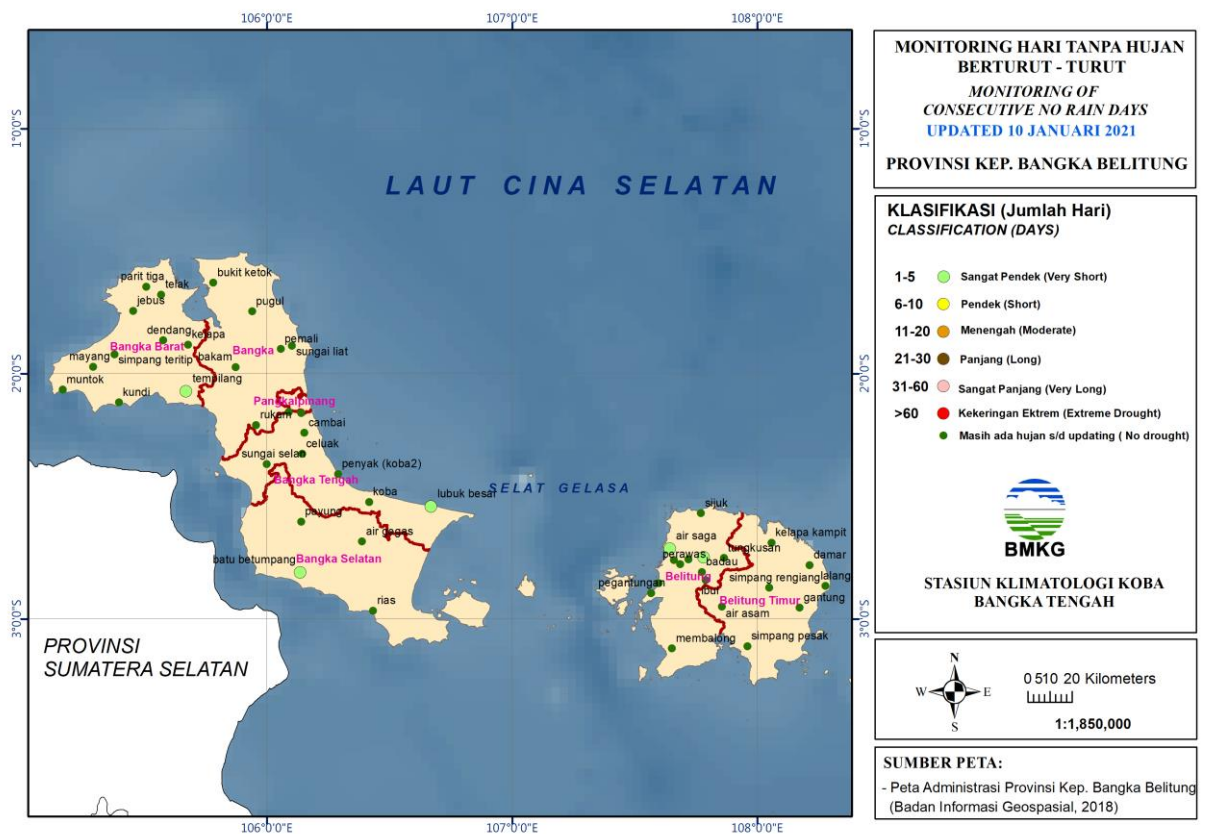 106°0'0"E 107°0'0"E 108°0'0"E
1°0'0"S
2°0'0"S
3°0'0"S
LAUT CINA SELATAN
parit tiga
telak
jebus
bukit ketok
pugul
dendang
kelapa
Bangka Barat
mayang
simpang teritip
bakam
Bangka
pemali
sungai liat
muntok
kundi
tempilang
Pangkalpinang
rukam
cambai
celuak
sungai selan
penyak (koba2)
Bangka Tengah
koba
lubuk besar
SELAT GELASA
payung
air gegas
batu betumpang
Bangka Selatan
rias
sijuk
air saga
kelapa kampit
perawas
tungkusan
badau
damar
Belitung
simpang rengiang
lalang
pegantungan
ibul
Belitung Timur
gantung
air asam
membalong
simpang pesak
PROVINSI
SUMATERA SELATAN
1°0'0"S
2°0'0"S
3°0'0"S
106°0'0"E 107°0'0"E 108°0'0"E
MONITORING HARI TANPA HUJAN
BERTURUT - TURUT
MONITORING OF
CONSECUTIVE NO RAIN DAYS
UPDATED 10 JANUARI 2021
PROVINSI KEP. BANGKA BELITUNG
KLASIFIKASI (Jumlah Hari)
CLASSIFICATION (DAYS)
1-5 Sangat Pendek (Very Short)
6-10 Pendek (Short)
11-20 Menengah (Moderate)
21-30 Panjang (Long)
31-60 Sangat Panjang (Very Long)
>60 Kekeringan Ektrem (Extreme Drought)
Masih ada hujan s/d updating ( No drought)
BMKG
STASIUN KLIMATOLOGI KOBA
BANGKA TENGAH
N
W E
S
0 510 20 Kilometers
1:1,850,000
SUMBER PETA:
- Peta Administrasi Provinsi Kep. Bangka Belitung
(Badan Informasi Geospasial, 2018)